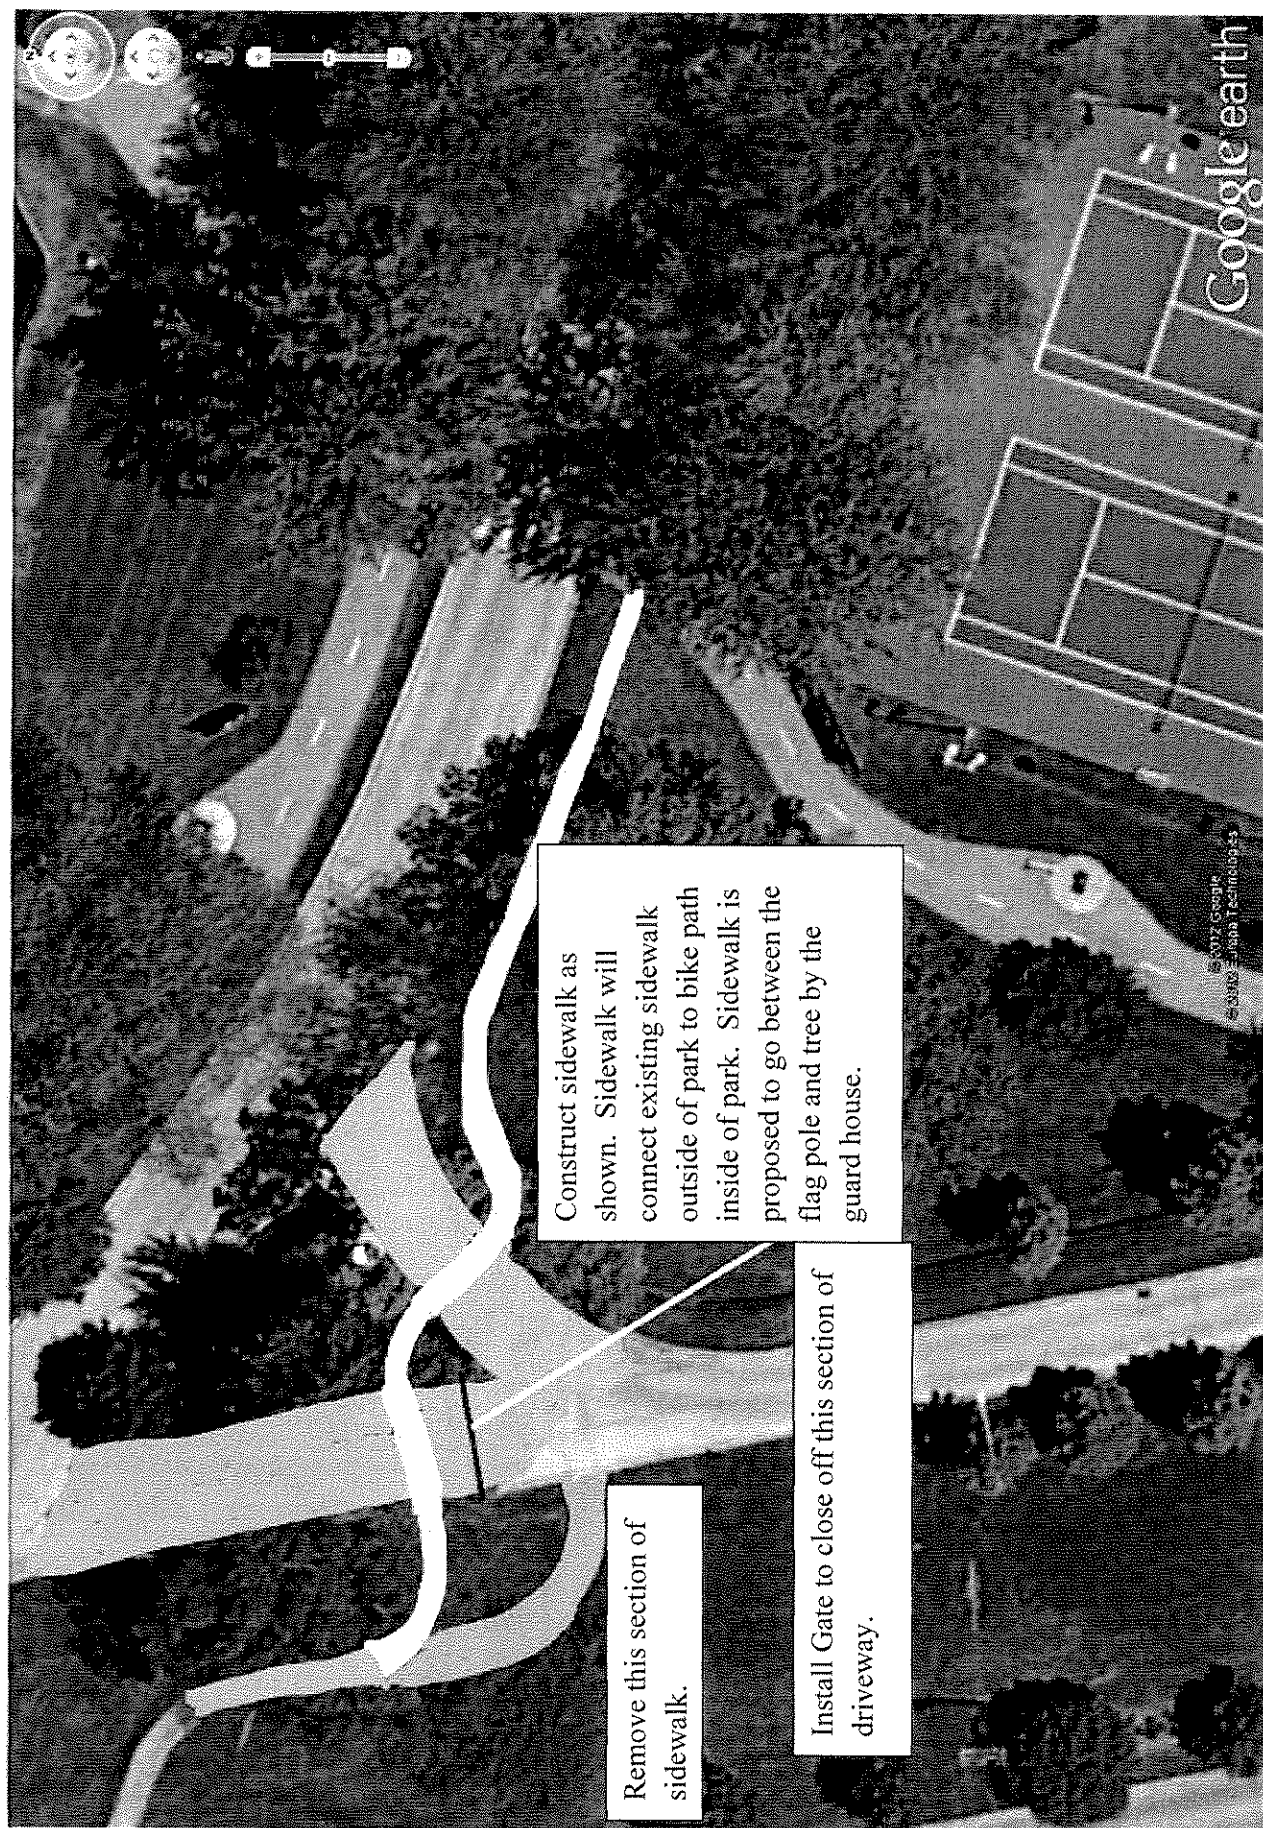 Construct sidewalk as
shown. Sidewalk will
connect existing sidewalk
outside of park to bike path
inside of park. Sidewalk is
proposed to go between the
flag pole and tree by the
guard house.
Remove this section of
sidewalk.
Install Gate to close off this section of
driveway.
©2012 Google
Google earth